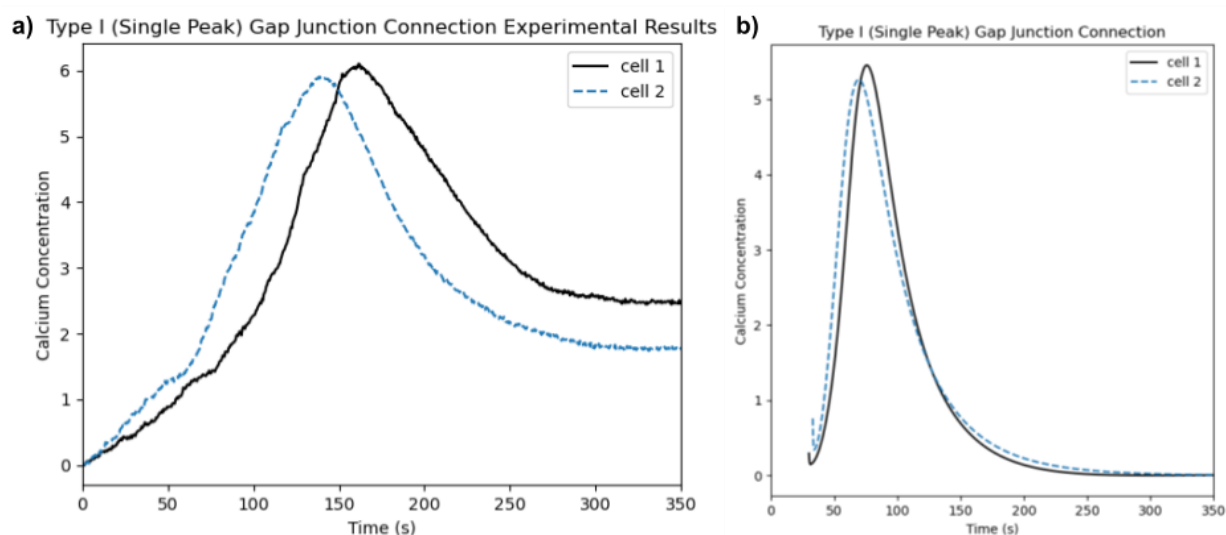 a) Type I (Single Peak) Gap Junction Connection Experimental Results
cell 1
cell 2
6
5
4
3
2
1
0
Calcium Concentration
0 50 100 150 200 250 300 350
Time (s)
b)
Type I (Single Peak) Gap Junction Connection
cell 1
cell 2
5
4
3
2
1
0
Calcium Concentration
0 50 100 150 200 250 300 350
Time (s)